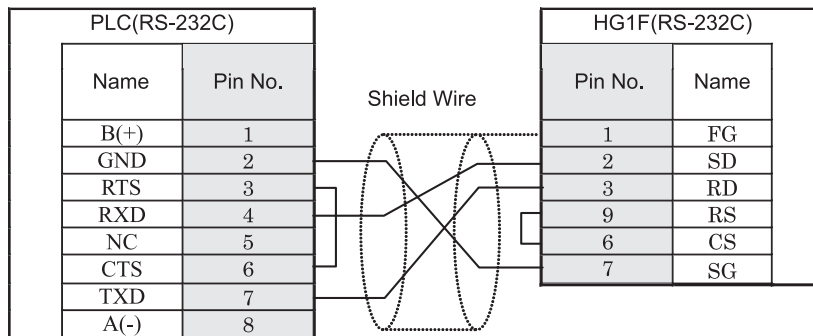 PLC(RS-232C) HG1F(RS-232C)
Name Pin No. Shield Wire Pin No. Name
B(+) 1 1 FG
GND 2 2 SD
RTS 3 3 RD
RXD 4 9 RS
NC 5 6 CS
CTS 6 7 SG
TXD 7
A(-) 8